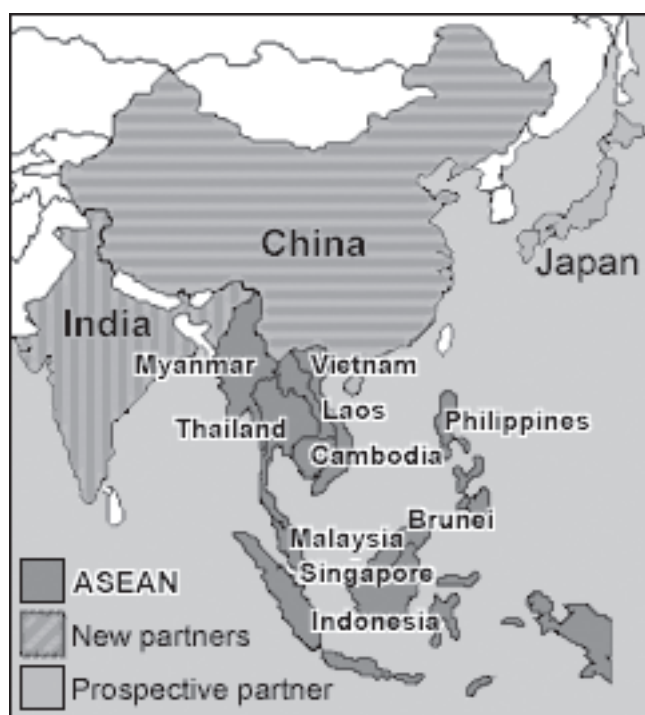 China
Japan
India
Myanmar
Vietnam
Laos
Thailand
Philippines
Cambodia
Brunei
Malaysia
Singapore
Indonesia
ASEAN
New partners
Prospective partner